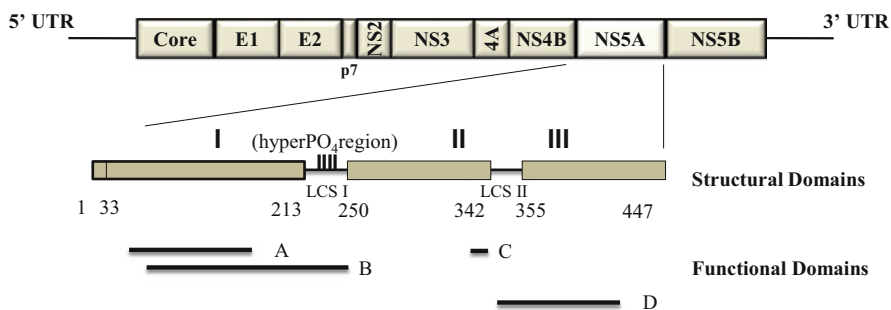 5’ UTR Core E1 E2 NS2 NS3 4A NS4B NS5A NS5B 3’ UTR
p7
I (hyperPO₄region) II III
LCS I LCS II Structural Domains
1 33 213 250 342 355 447
A
B C Functional Domains
D